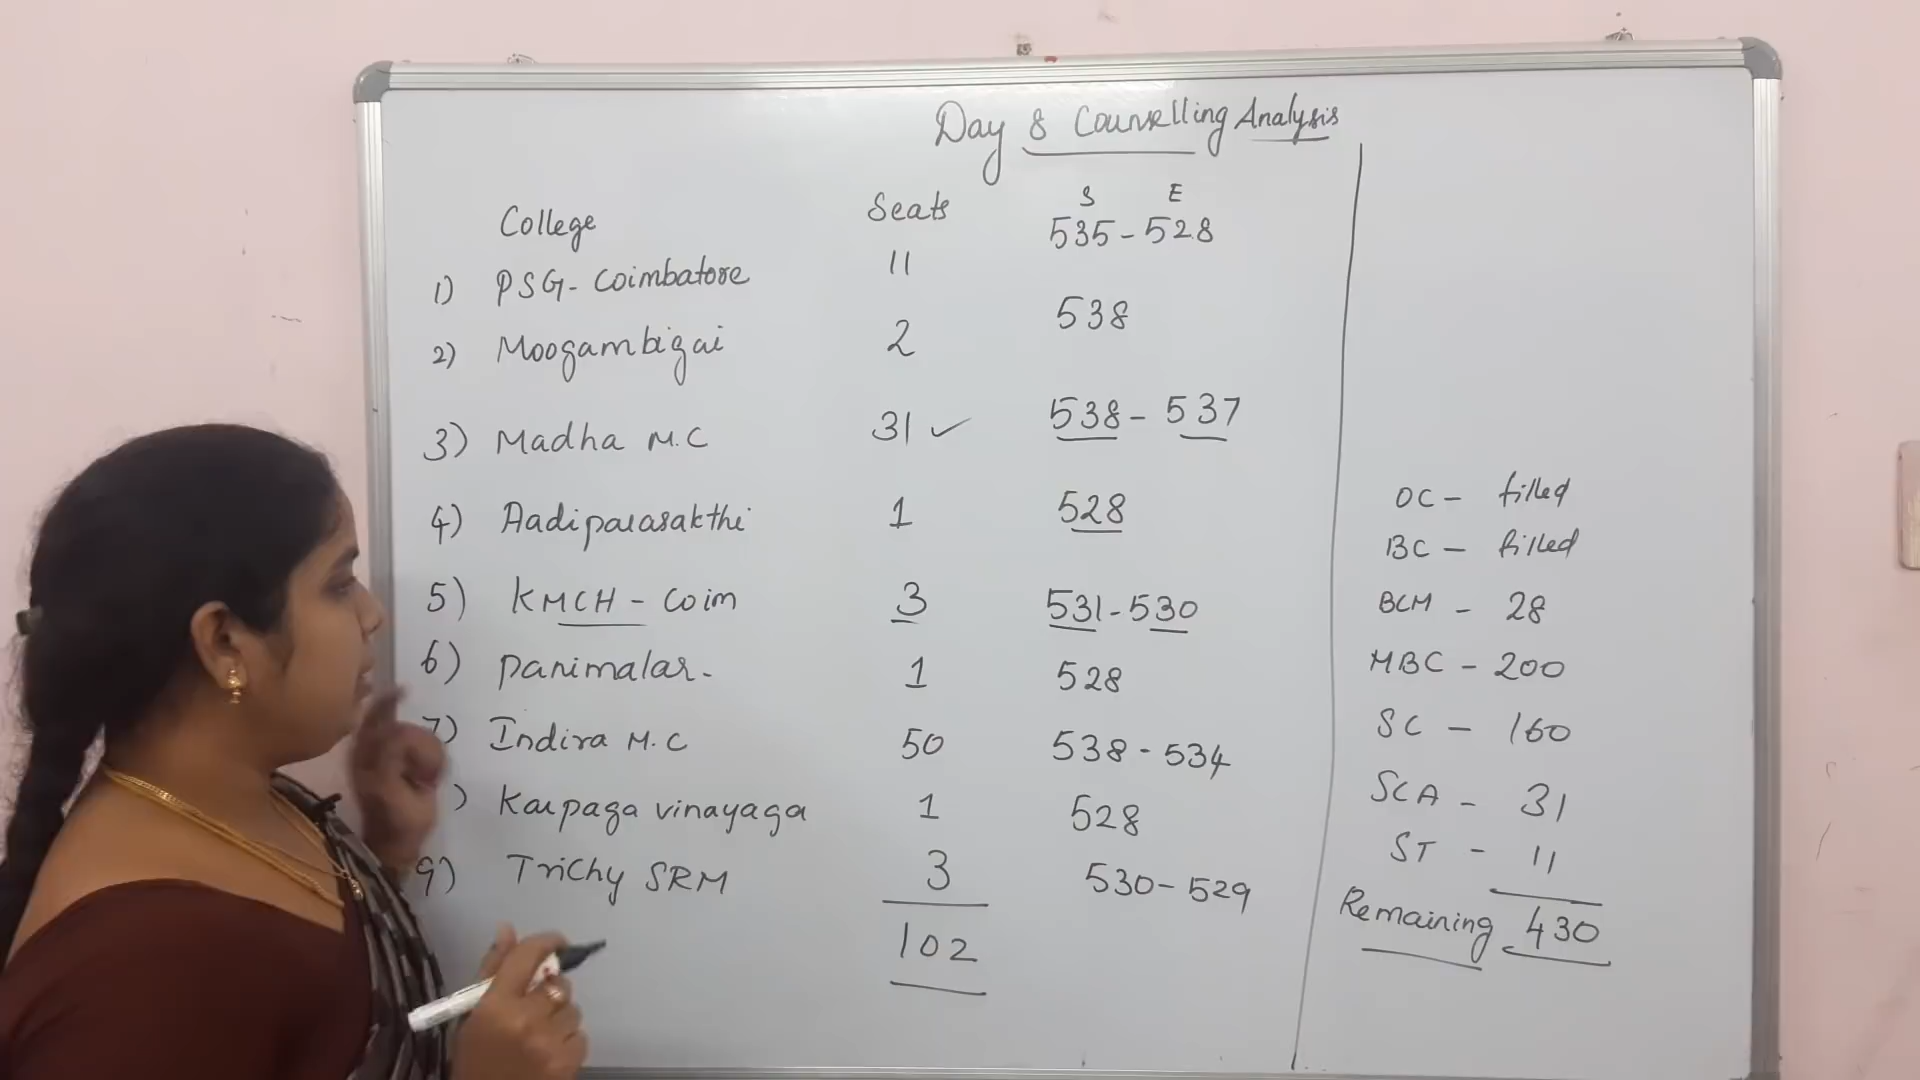 Day 8 Counselling Analysis
College Seats S E
535-528
1) PSG- Coimbatore 11
2) Moogambigai 2 538
3) Madha M.C 31 ✓ 538 - 537
4) Aadiparasakthi 1 528
5) KMCH - Coim 3 531-530
6) panimalar. 1 528
7) Indira M.C 50 538 - 534
) Karpaga vinayaga 1 528
9) Trichy SRM 3 530-529
102
OC - filled
BC - filled
BCM - 28
MBC - 200
SC - 160
SCA - 31
ST - 11
Remaining 430